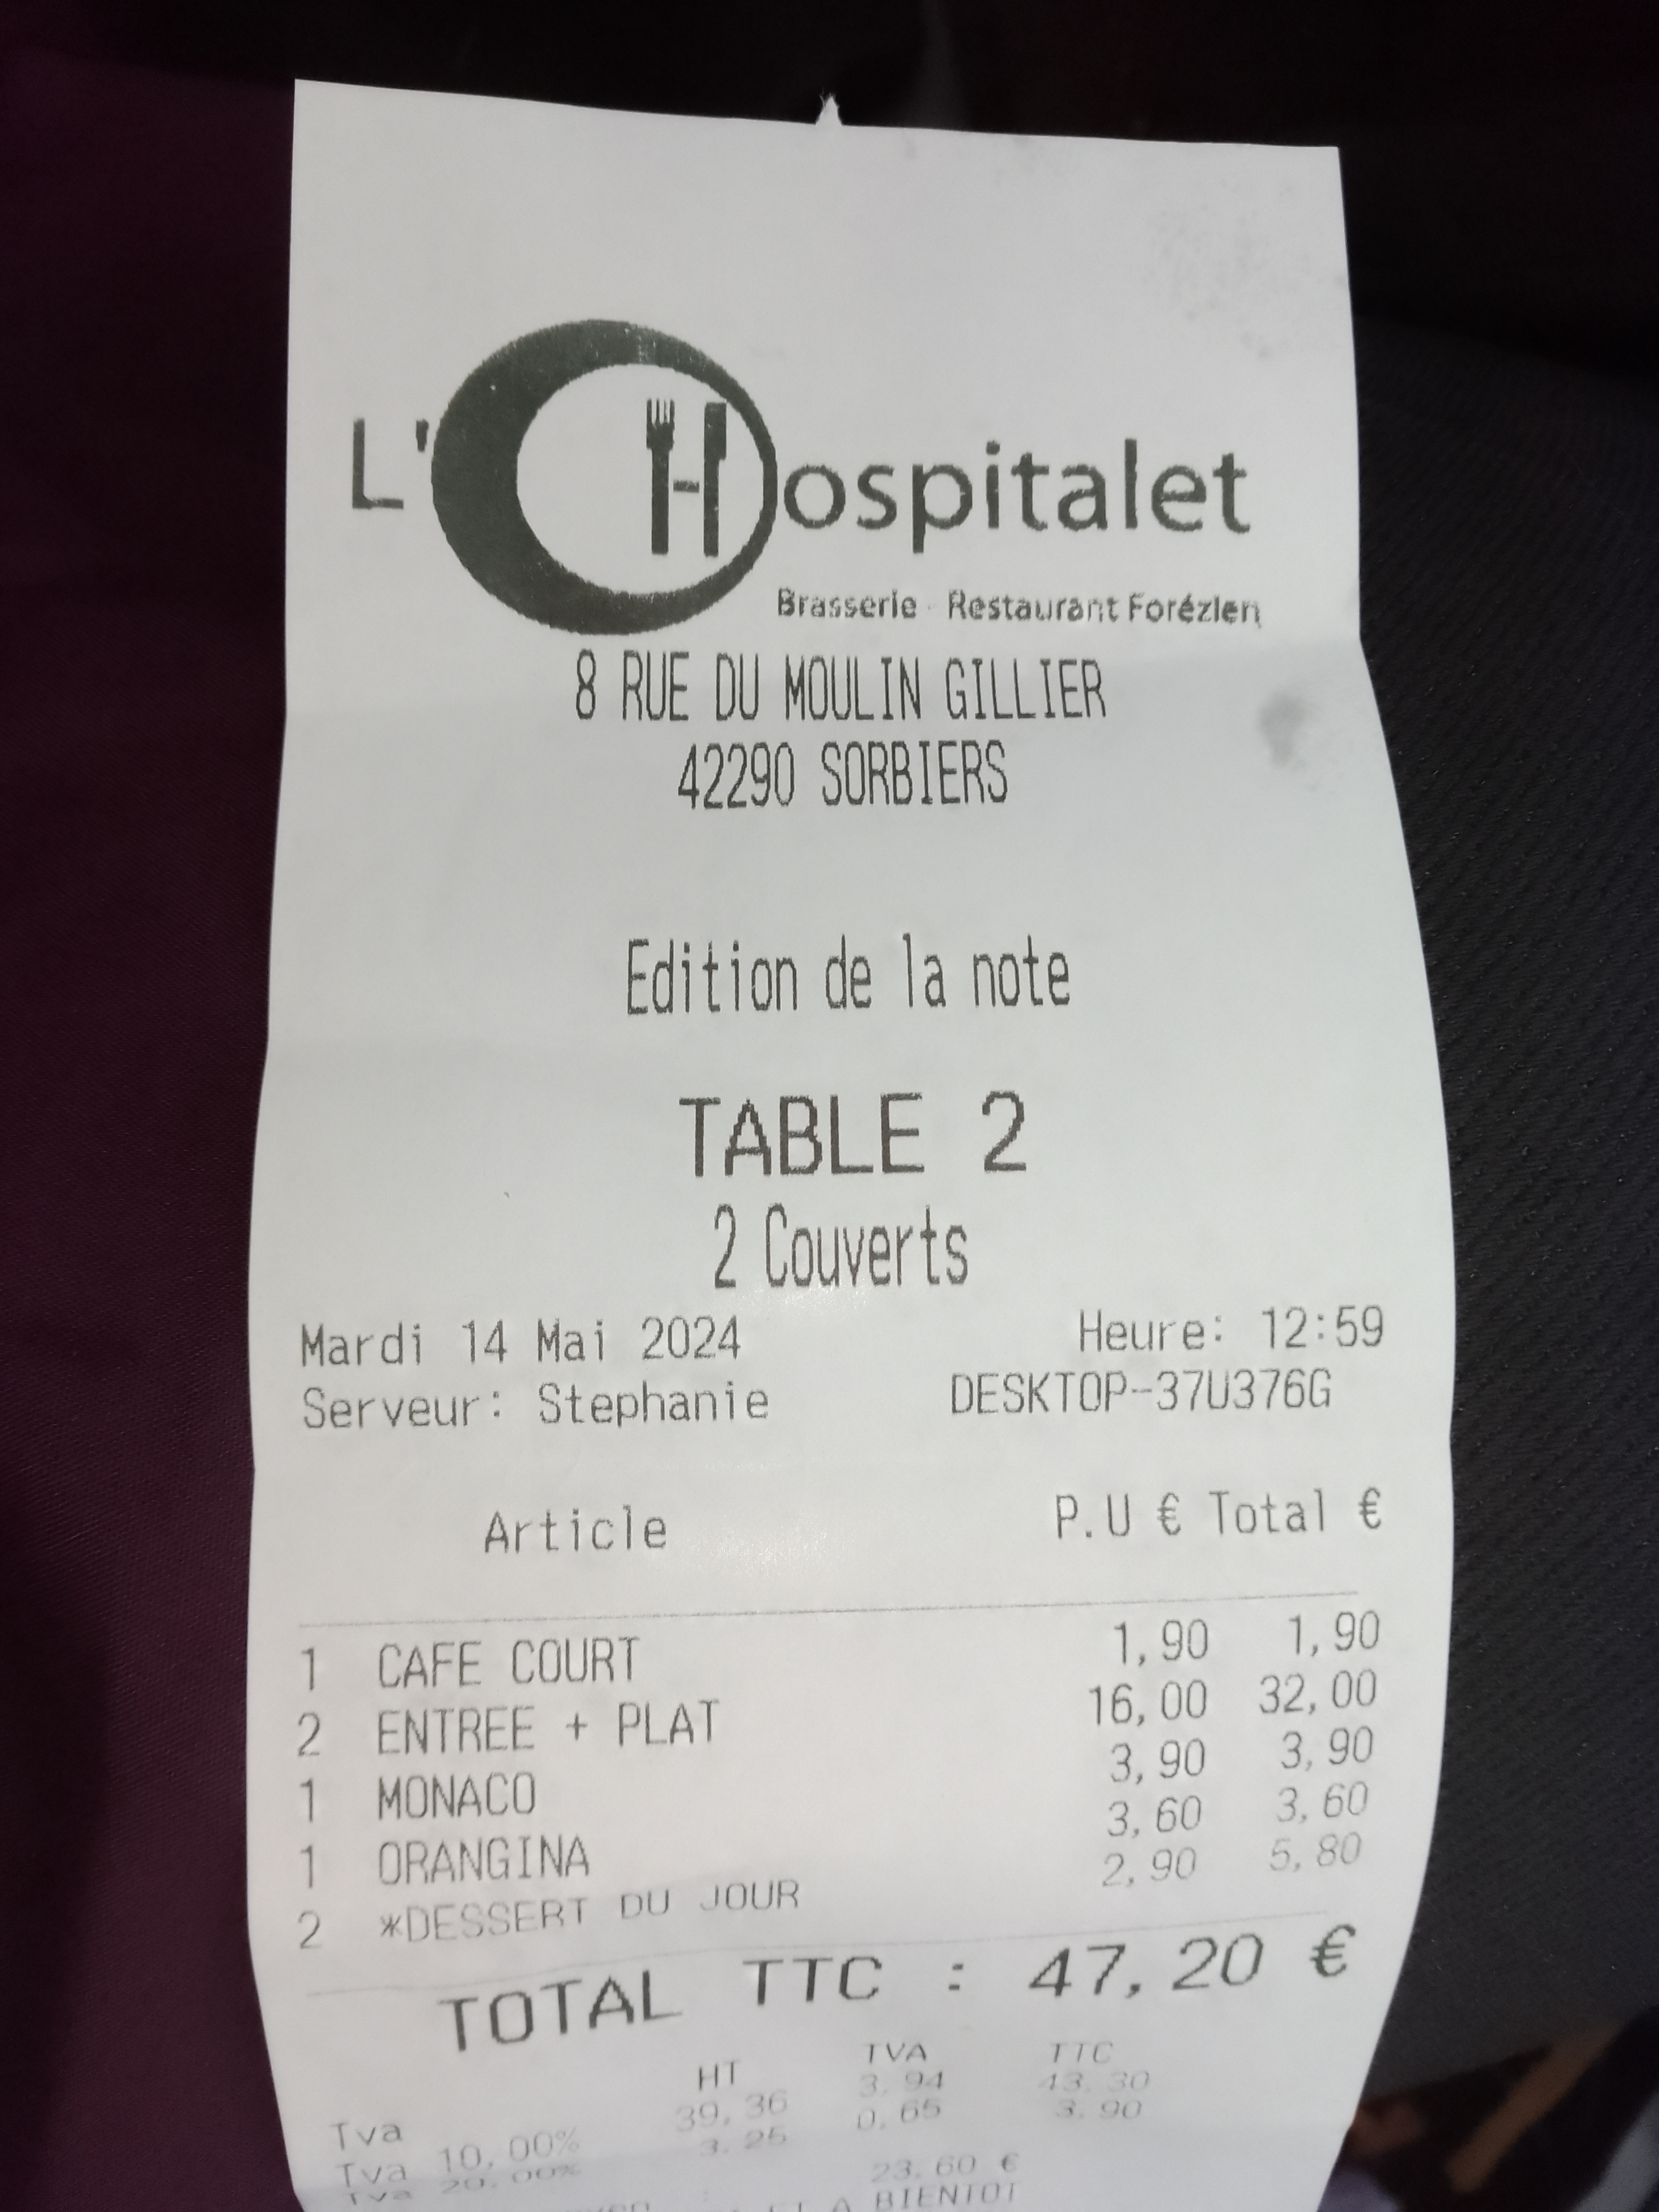 L'Hospitalet
Brasserie - Restaurant Forézien
8 RUE DU MOULIN GILLIER
42290 SORBIERS
Edition de la note
TABLE 2
2 Couverts
Mardi 14 Mai 2024 Heure: 12:59
Serveur: Stephanie DESKTOP-37U376G
Article P.U € Total €
1 CAFE COURT 1,90 1,90
2 ENTREE + PLAT 16,00 32,00
1 MONACO 3,90 3,90
1 ORANGINA 3,60 3,60
2 *DESSERT DU JOUR 2,90 5,80
TOTAL TTC : 47,20 €
Tva HT TVA TTC
Tva 10,00% 39,36 3,94 43,30
Tva 20,00% 3,25 0,65 3,90
: 23,60 €
ET A BIENTOT